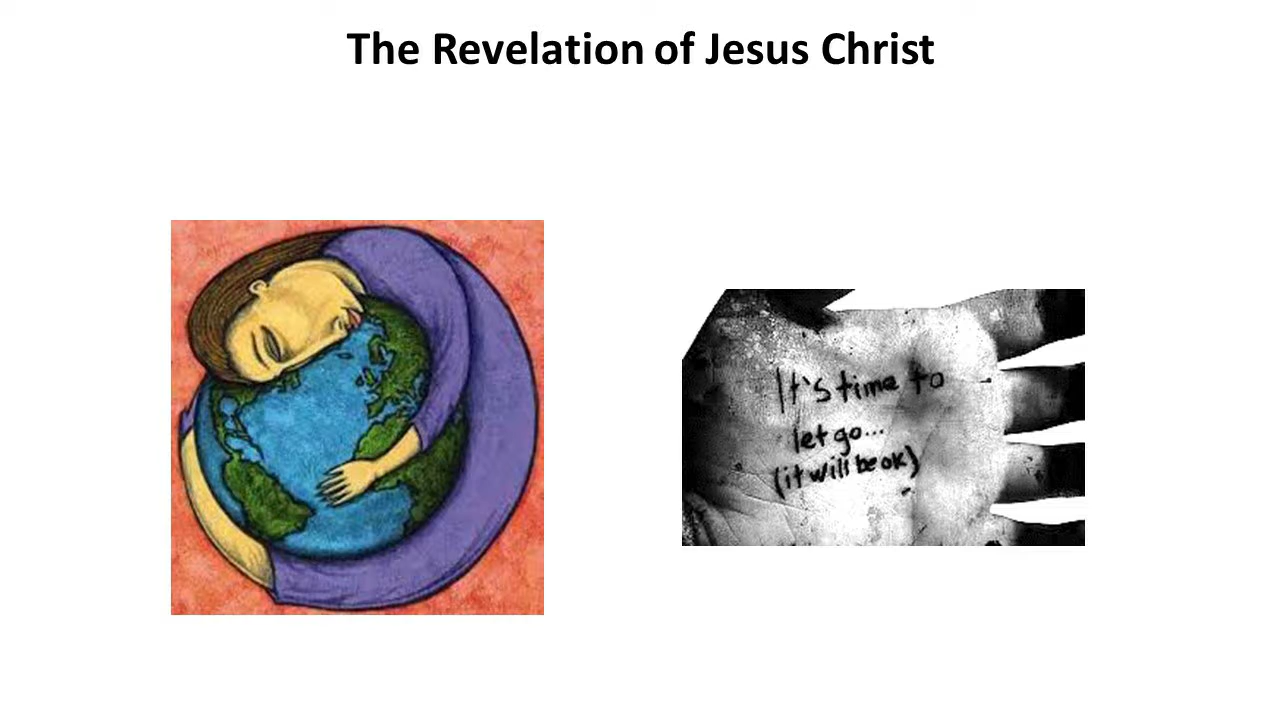 The Revelation of Jesus Christ
It's time to
let go...
(it will be ok)